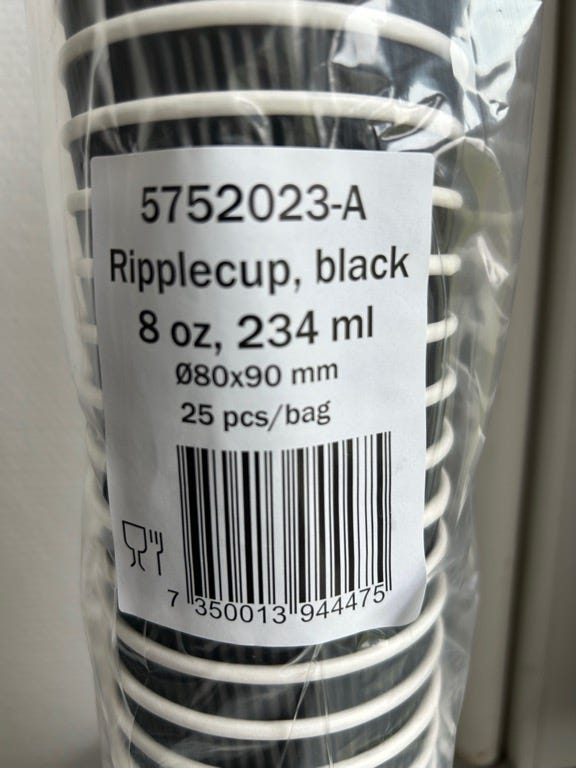 5752023-A
Ripplecup, black
8 oz, 234 ml
Ø80x90 mm
25 pcs/bag
7 350013 944475